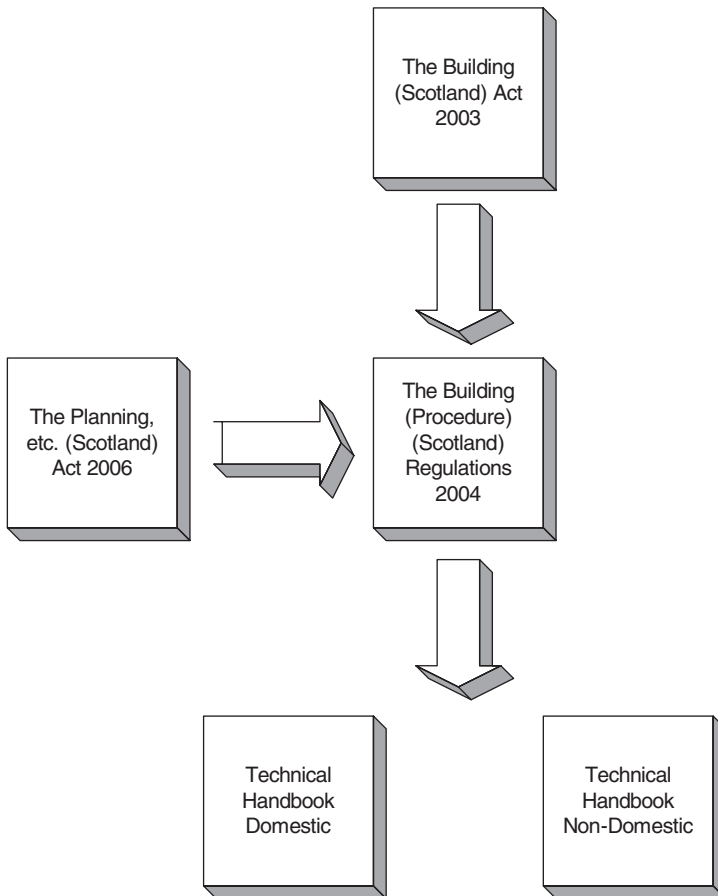 The Building
(Scotland) Act
2003
The Planning,
etc. (Scotland)
Act 2006
The Building
(Procedure)
(Scotland)
Regulations
2004
Technical
Handbook
Domestic
Technical
Handbook
Non-Domestic